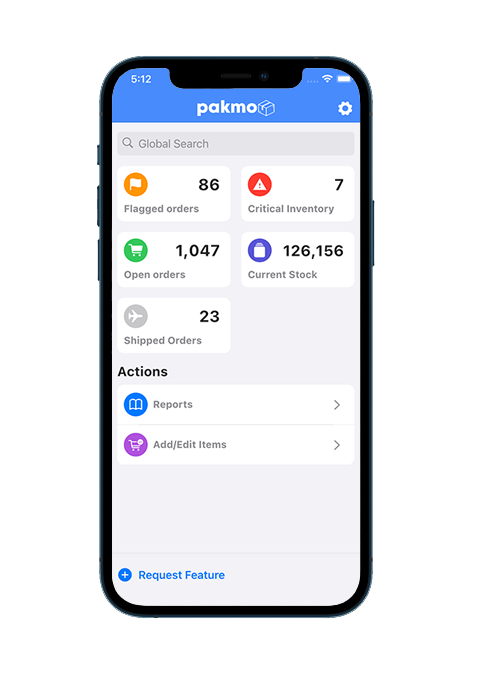 5:12
pakmo
Global Search
86
Flagged orders
7
Critical Inventory
1,047
Open orders
126,156
Current Stock
23
Shipped Orders
Actions
Reports
Add/Edit Items
Request Feature